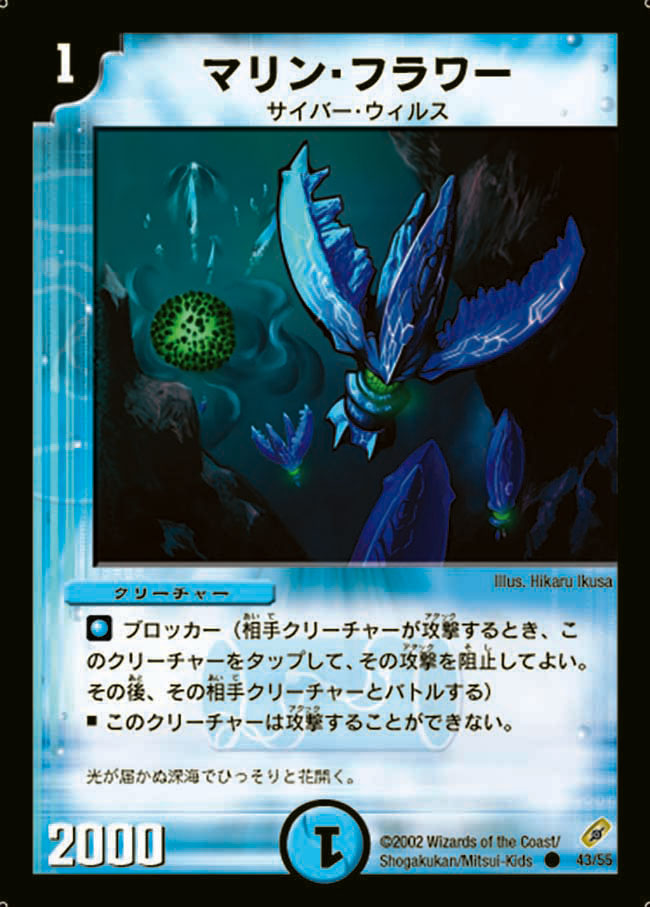 1
マリン・フラワー
サイバー・ウィルス
Illus. Hikaru Ikusa
クリーチャー
ブロッカー（相手クリーチャーが攻撃するとき、こ
のクリーチャーをタップして、その攻撃を阻止してよい。
その後、その相手クリーチャーとバトルする）
■ このクリーチャーは攻撃することができない。
光が届かぬ深海でひっそりと花開く。
2000
1
©2002 Wizards of the Coast/
Shogakukan/Mitsui-Kids
43/55